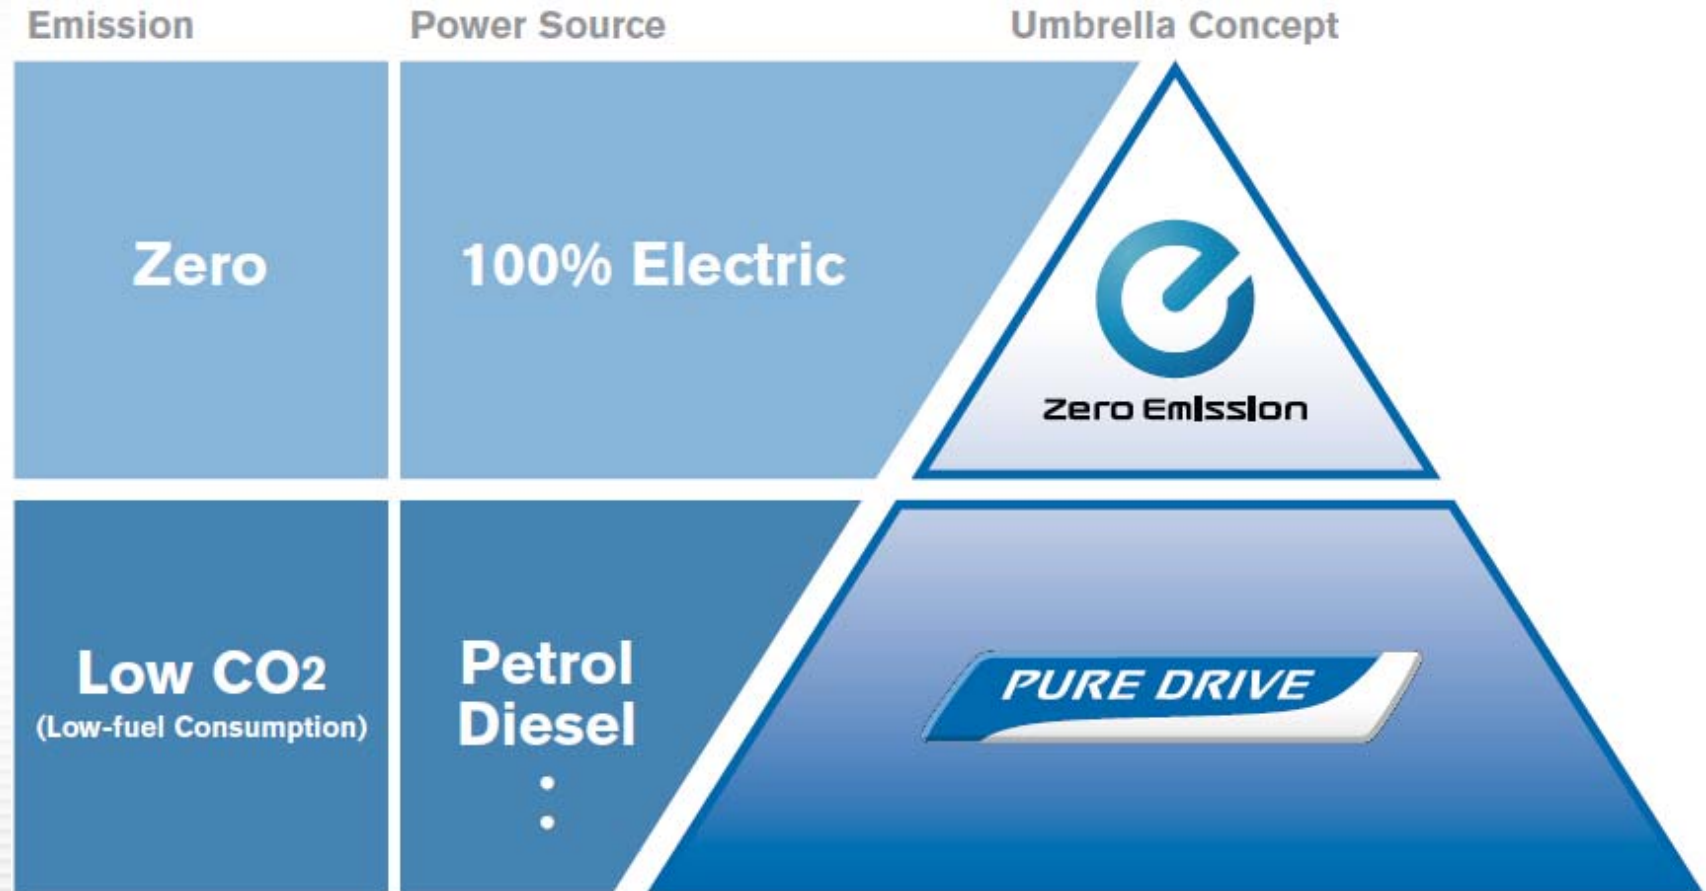 Emission
Power Source
Umbrella Concept
Zero
100% Electric
Zero Emission
Low CO2
(Low-fuel Consumption)
Petrol
Diesel
PURE DRIVE